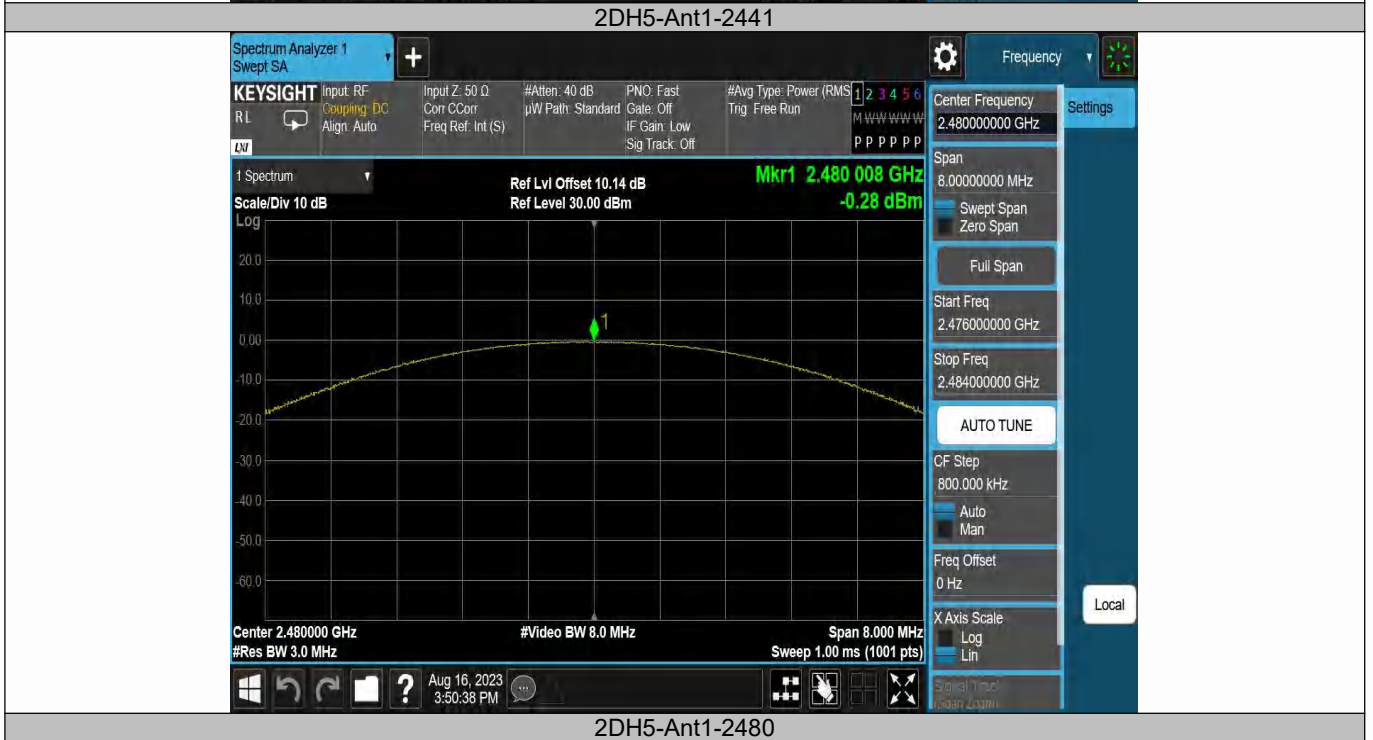 2DH5-Ant1-2441
Spectrum Analyzer 1
Swept SA
+
Frequency
KEYSIGHT
RL
LXI
Input: RF
Coupling: DC
Align: Auto
Input Z: 50 Ω
Corr CCorr
Freq Ref: Int (S)
#Atten: 40 dB
µW Path: Standard
PNO: Fast
Gate: Off
IF Gain: Low
Sig Track: Off
#Avg Type: Power (RMS
Trig: Free Run
1 2 3 4 5 6
M W W W W W
P P P P P P
Center Frequency
2.480000000 GHz
Settings
1 Spectrum
Scale/Div 10 dB
Ref Lvl Offset 10.14 dB
Ref Level 30.00 dBm
Mkr1 2.480 008 GHz
-0.28 dBm
Log
20.0
10.0
0.00
-10.0
-20.0
-30.0
-40.0
-50.0
-60.0
1
Center 2.480000 GHz
#Res BW 3.0 MHz
#Video BW 8.0 MHz
Span 8.000 MHz
Sweep 1.00 ms (1001 pts)
Span
8.00000000 MHz
Swept Span
Zero Span
Full Span
Start Freq
2.476000000 GHz
Stop Freq
2.484000000 GHz
AUTO TUNE
CF Step
800.000 kHz
Auto
Man
Freq Offset
0 Hz
X Axis Scale
Log
Lin
Signal Track
(Span Zoom)
Local
?
Aug 16, 2023
3:50:38 PM
2DH5-Ant1-2480